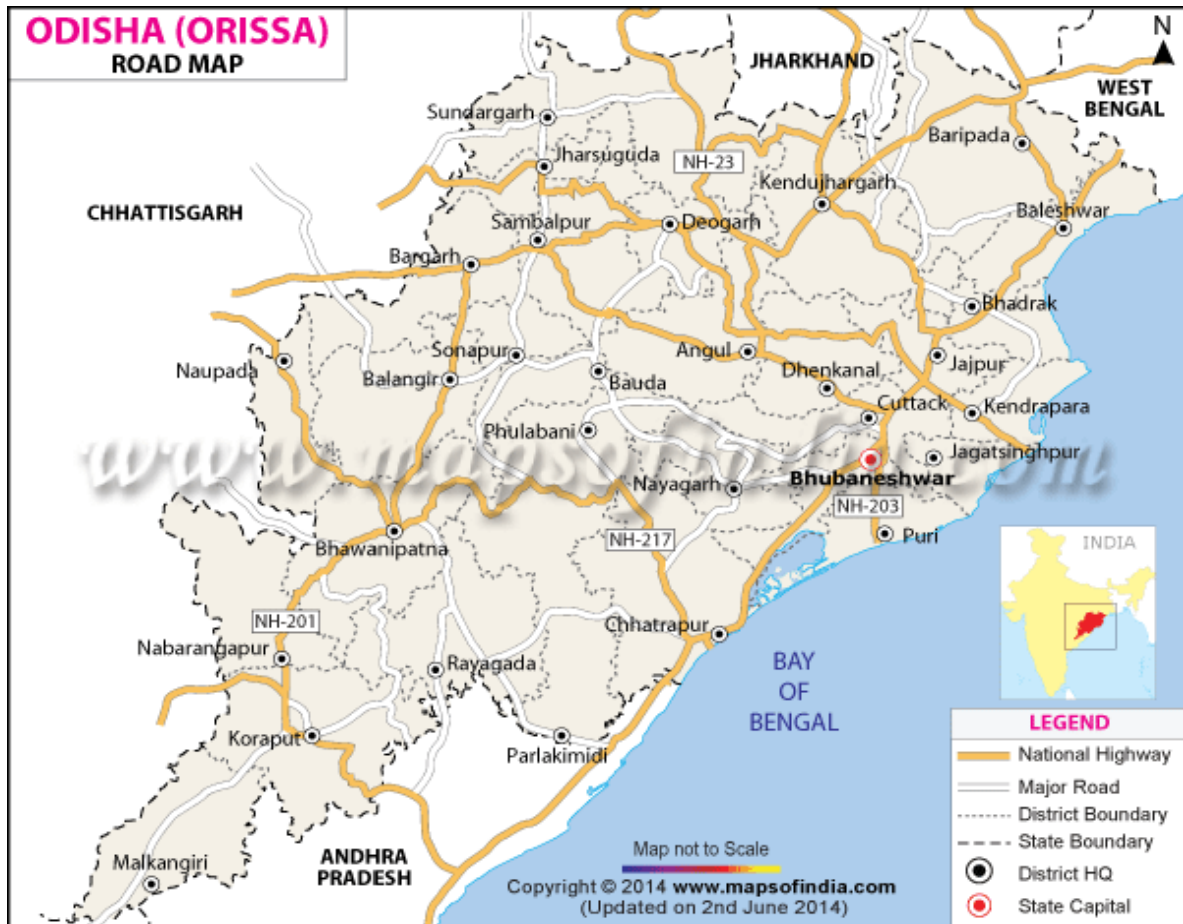 ODISHA (ORISSA)
ROAD MAP
N
JHARKHAND
WEST
BENGAL
Sundargarh
Baripada
Jharsuguda
NH-23
Kendujhargarh
CHHATTISGARH
Sambalpur
Deogarh
Baleshwar
Bargarh
Bhadrak
Naupada
Sonapur
Angul
Jajpur
Balangir
Bauda
Dhenkanal
Cuttack
Kendrapara
Phulabani
www.mapsofindia.com
Jagatsinghpur
Bhubaneshwar
Nayagarh
NH-203
Bhawanipatna
NH-217
Puri
INDIA
NH-201
Chhatrapur
Nabarangapur
Rayagada
BAY
OF
BENGAL
Koraput
Parlakimidi
LEGEND
National Highway
Major Road
District Boundary
State Boundary
District HQ
State Capital
Malkangiri
ANDHRA
PRADESH
Map not to Scale
Copyright © 2014 www.mapsofindia.com
(Updated on 2nd June 2014)